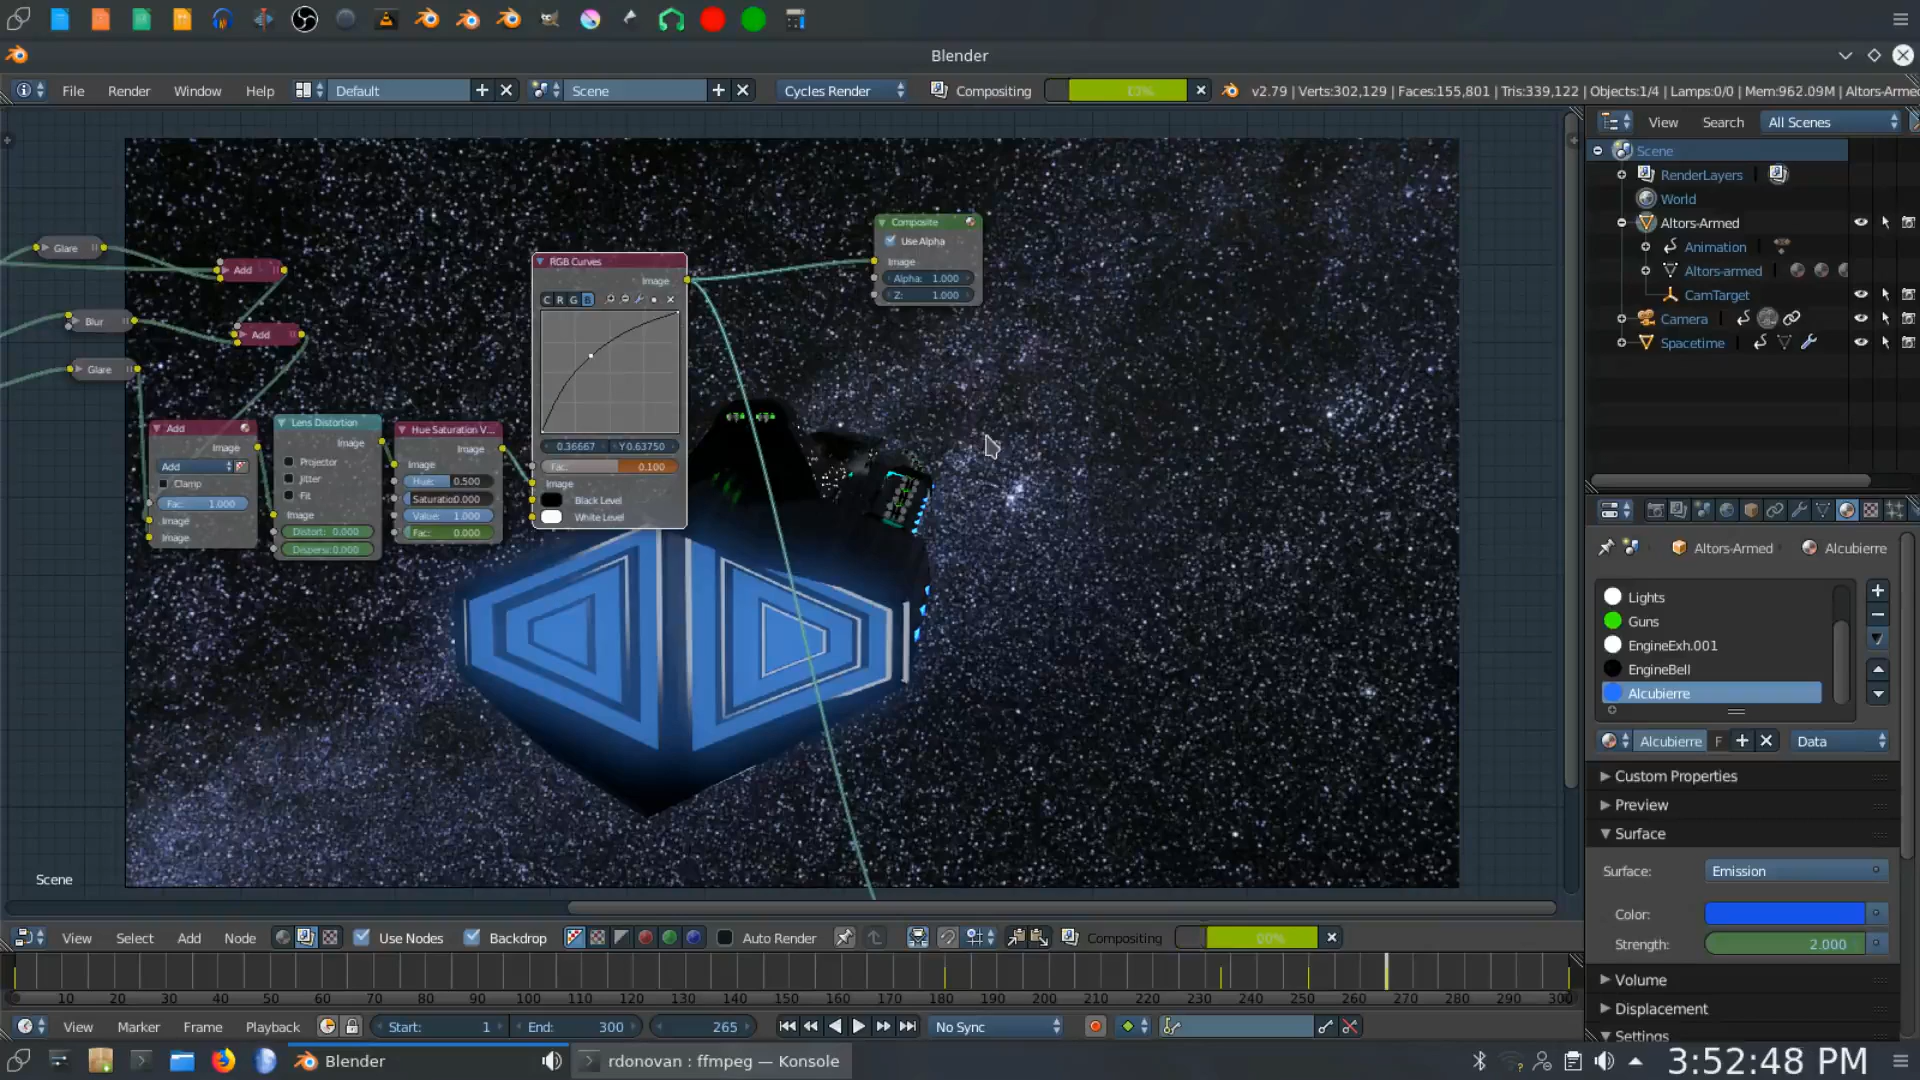 Blender
File Render Window Help Default Scene Cycles Render Compositing v2.79 | Verts:302,129 | Faces:155,801 | Tris:339,122 | Objects:1/4 | Lamps:0/0 | Mem:962.09M | Altors-Arme
View Search All Scenes
Scene
RenderLayers
World
Altors-Armed
Animation
Altors-armed
CamTarget
Camera
Spacetime
Glare
Add
Blur
Add
Glare
Add
Image
Add
Clamp
Fac: 1.000
Image
Image
Lens Distortion
Image
Projector
Jitter
Fit
Image
Distort: 0.000
Dispers:0.000
Hue Saturation V...
Image
Image
Hue: 0.500
Saturatio0.000
Value: 1.000
Fac: 0.000
RGB Curves
Image
C R G B
0.36667 Y0.63750
Fac: 0.100
Image
Black Level
White Level
Composite
Use Alpha
Image
Alpha: 1.000
Z: 1.000
Scene
Altors-Armed Alcubierre
Lights
Guns
EngineExh.001
EngineBell
Alcubierre
Alcubierre F Data
Custom Properties
Preview
Surface
Surface: Emission
Color:
Strength: 2.000
Volume
Displacement
Settings
View Select Add Node Use Nodes Backdrop Auto Render Compositing
10 20 30 40 50 60 70 80 90 100 110 120 130 140 150 160 170 180 190 200 210 220 230 240 250 260 270 280 290 300
View Marker Frame Playback Start: 1 End: 300 265 No Sync
Blender rdonovan : ffmpeg — Konsole 3:52:48 PM